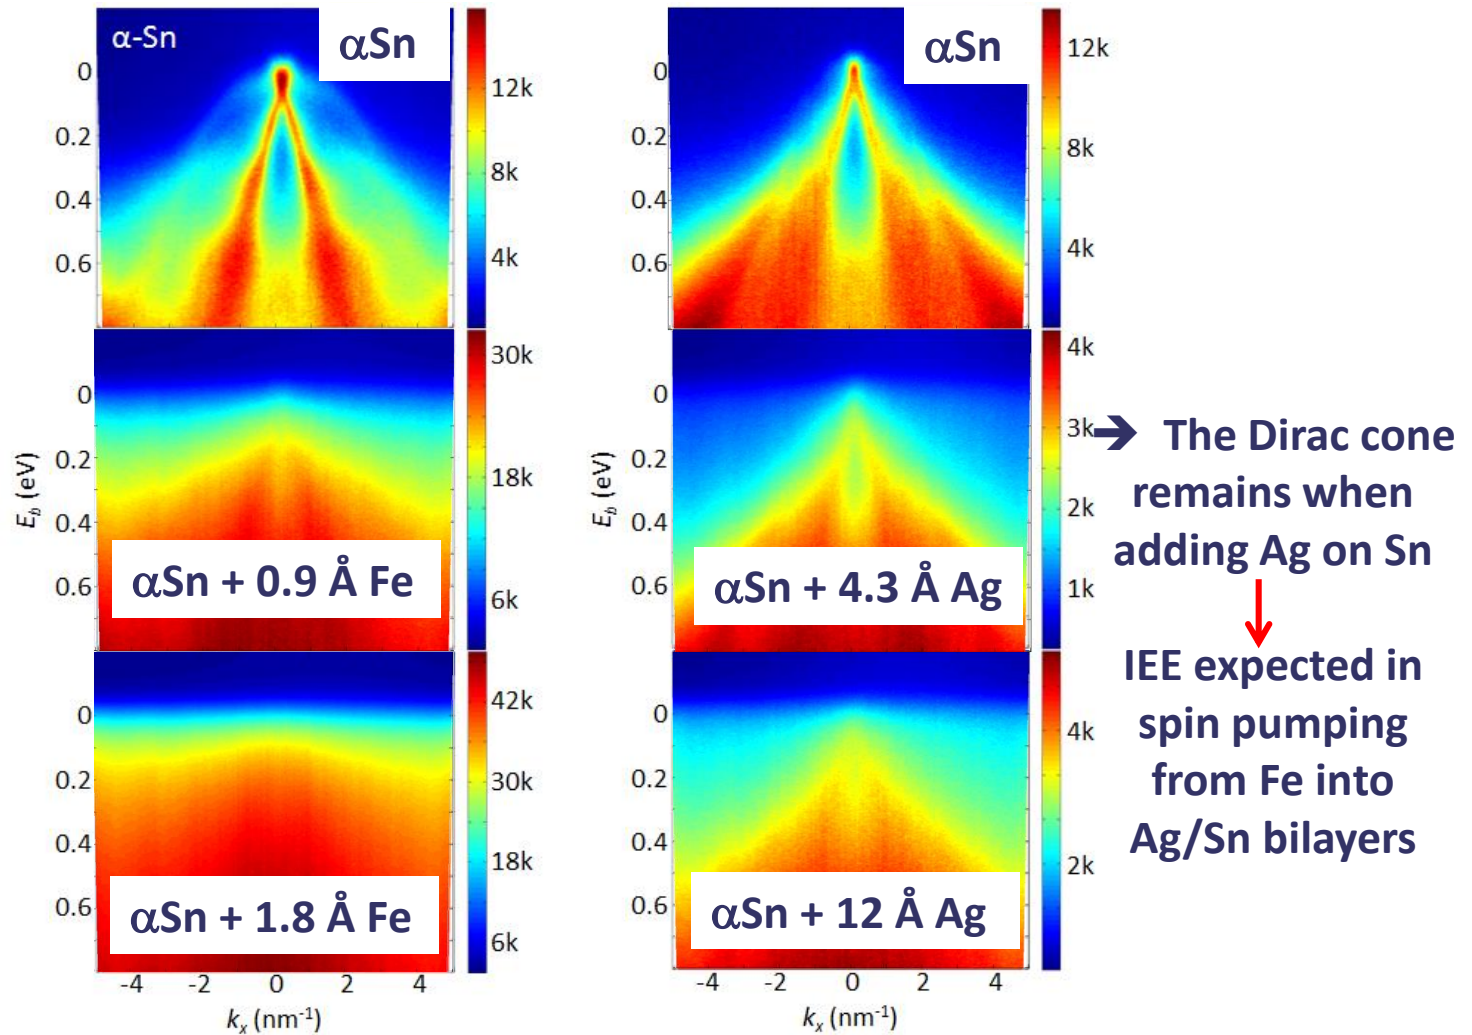 α-Sn
αSn
0
0.2
0.4
0.6
12k
8k
4k
αSn
0
0.2
0.4
0.6
12k
8k
4k
0
0.2
0.4
0.6
E_b (eV)
αSn + 0.9 Å Fe
30k
18k
6k
0
0.2
0.4
0.6
E_b (eV)
αSn + 4.3 Å Ag
4k
3k
2k
1k
➔ The Dirac cone
remains when
adding Ag on Sn
IEE expected in
spin pumping
from Fe into
Ag/Sn bilayers
0
0.2
0.4
0.6
αSn + 1.8 Å Fe
42k
30k
18k
6k
-4 -2 0 2 4
k_x (nm⁻¹)
0
0.2
0.4
0.6
αSn + 12 Å Ag
4k
2k
-4 -2 0 2 4
k_x (nm⁻¹)